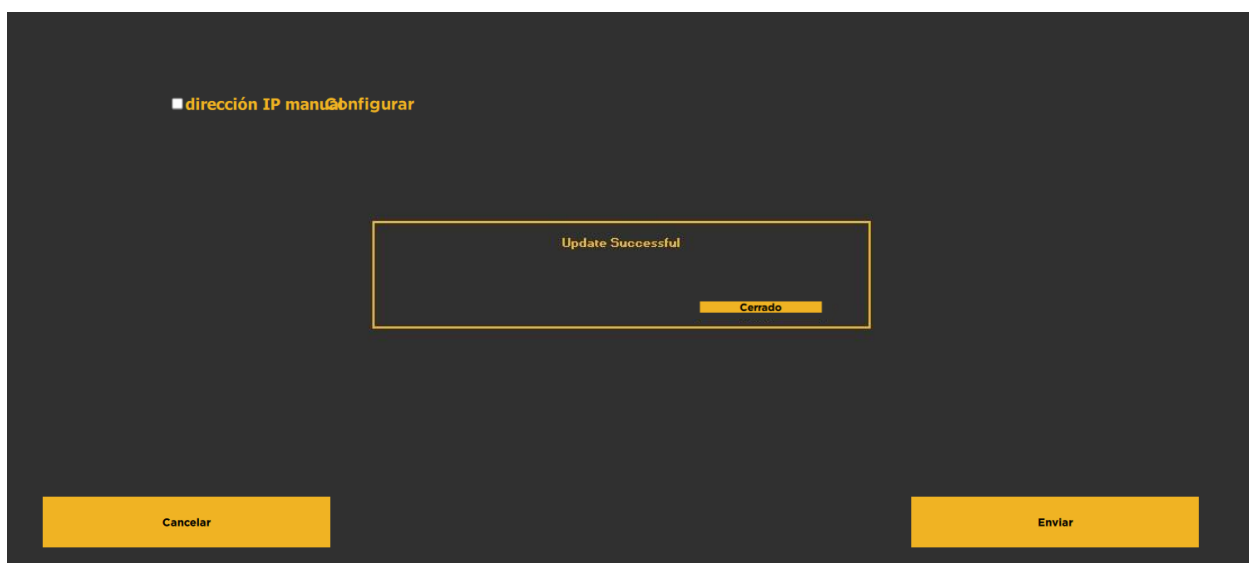 dirección IP manual Configurar
Update Successful
Cerrado
Cancelar
Enviar